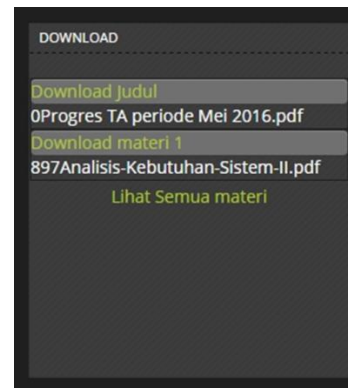 DOWNLOAD
Download Judul
0Progres TA periode Mei 2016.pdf
Download materi 1
897Analisis-Kebutuhan-Sistem-II.pdf
Lihat Semua materi